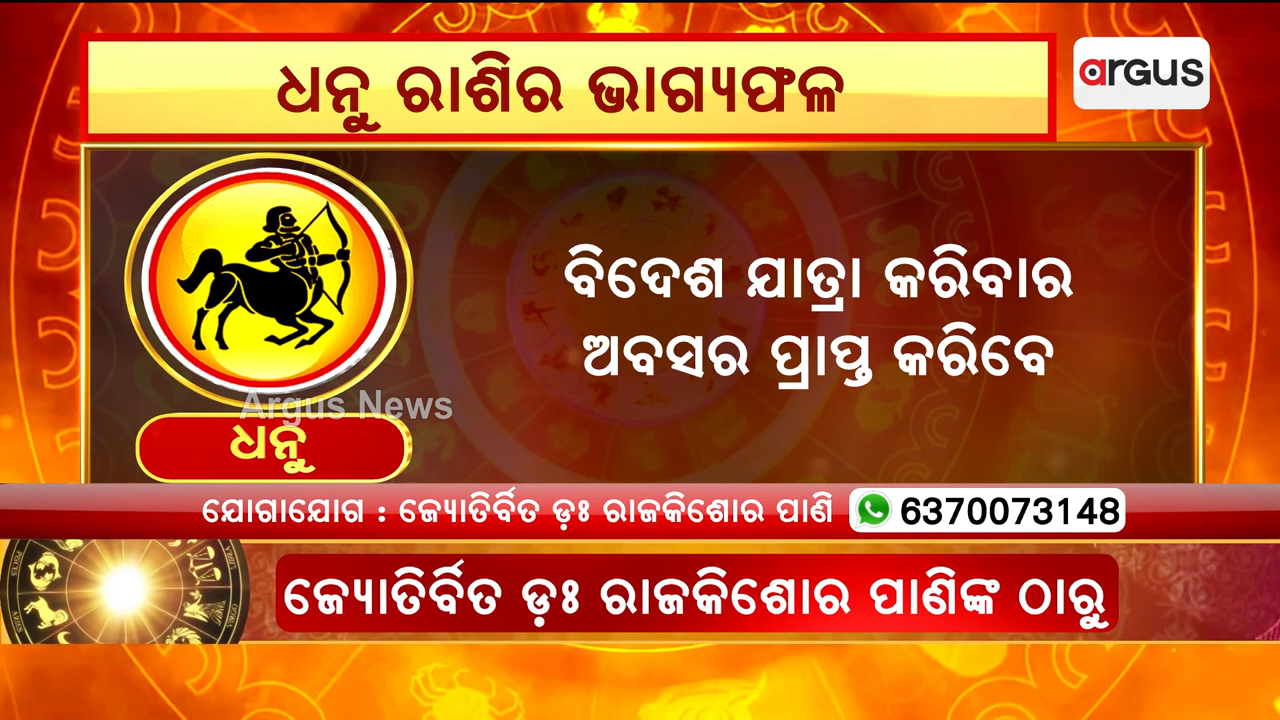 ଧନୁ ରାଶିର ଭାଗ୍ୟଫଳ
argus
ବିଦେଶ ଯାତ୍ରା କରିବାର
ଅବସର ପ୍ରାପ୍ତ କରିବେ
Argus News
ଧନୁ
ଯୋଗାଯୋଗ : ଜ୍ୟୋତିର୍ବିତ ଡ଼ଃ ରାଜକିଶୋର ପାଣି 6370073148
ଜ୍ୟୋତିର୍ବିତ ଡ଼ଃ ରାଜକିଶୋର ପାଣିଙ୍କ ଠାରୁ